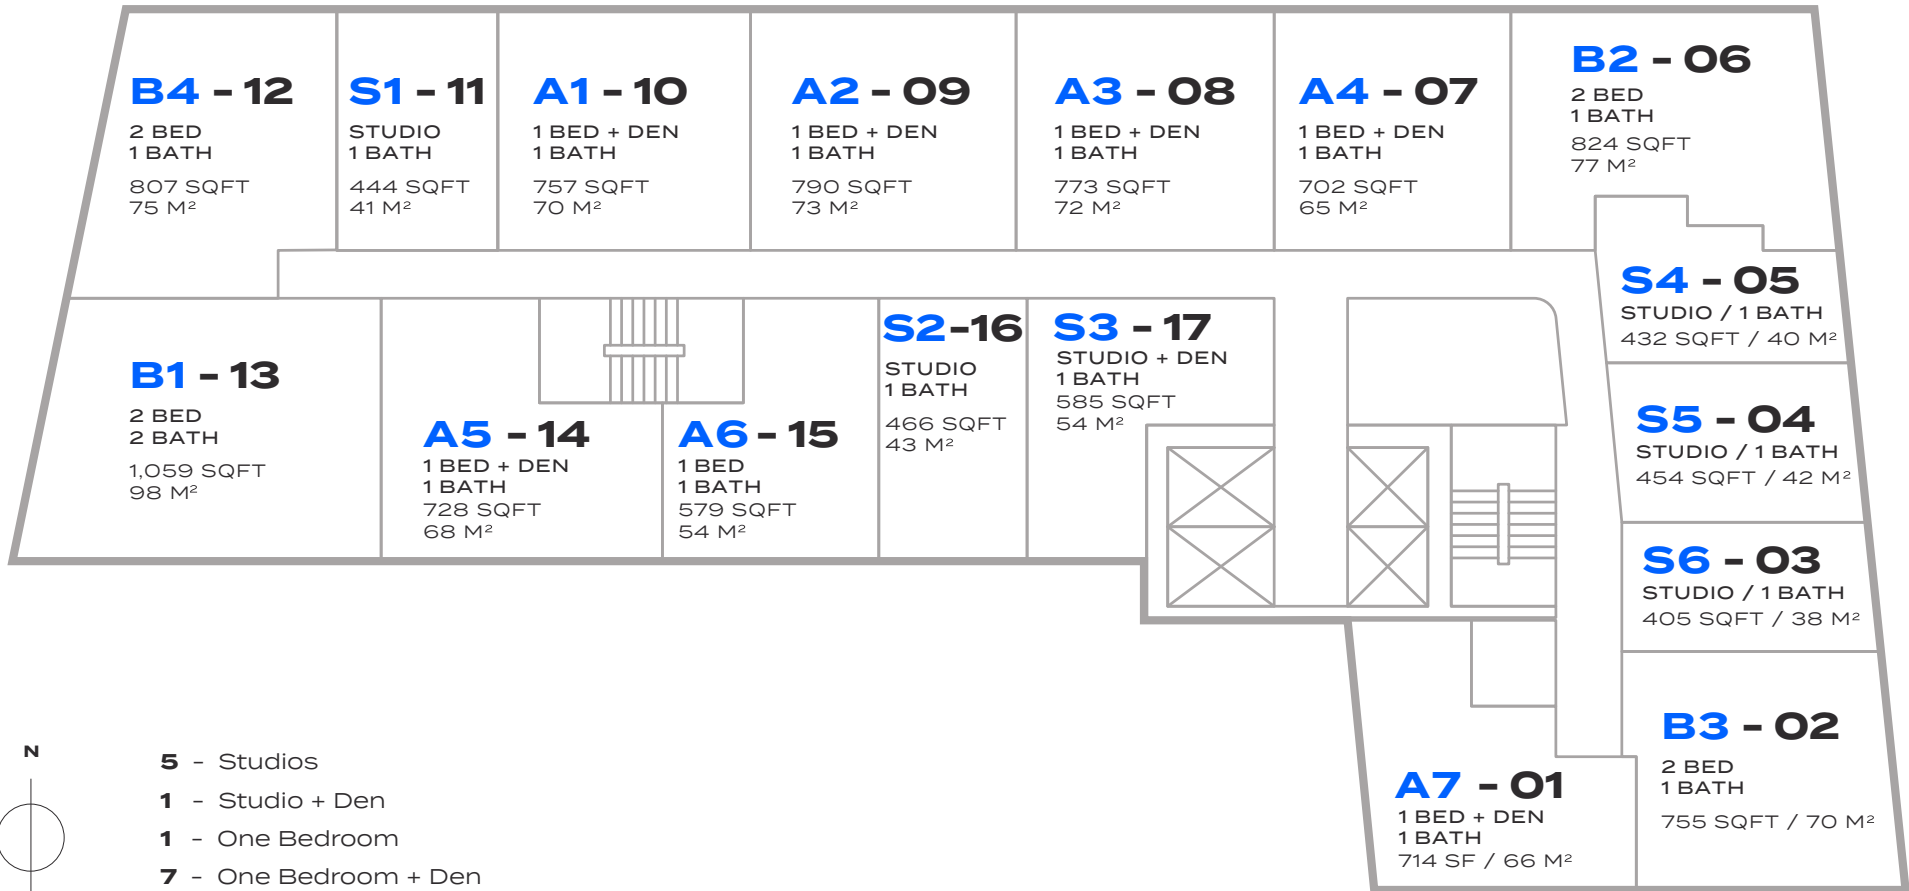 B4 - 12
2 BED
1 BATH
807 SQFT
75 M²
S1 - 11
STUDIO
1 BATH
444 SQFT
41 M²
A1 - 10
1 BED + DEN
1 BATH
757 SQFT
70 M²
A2 - 09
1 BED + DEN
1 BATH
790 SQFT
73 M²
A3 - 08
1 BED + DEN
1 BATH
773 SQFT
72 M²
A4 - 07
1 BED + DEN
1 BATH
702 SQFT
65 M²
B2 - 06
2 BED
1 BATH
824 SQFT
77 M²
S4 - 05
STUDIO / 1 BATH
432 SQFT / 40 M²
B1 - 13
2 BED
2 BATH
1,059 SQFT
98 M²
A5 - 14
1 BED + DEN
1 BATH
728 SQFT
68 M²
A6 - 15
1 BED
1 BATH
579 SQFT
54 M²
S2-16
STUDIO
1 BATH
466 SQFT
43 M²
S3 - 17
STUDIO + DEN
1 BATH
585 SQFT
54 M²
S5 - 04
STUDIO / 1 BATH
454 SQFT / 42 M²
S6 - 03
STUDIO / 1 BATH
405 SQFT / 38 M²
B3 - 02
2 BED
1 BATH
755 SQFT / 70 M²
A7 - 01
1 BED + DEN
1 BATH
714 SF / 66 M²
N
5 - Studios
1 - Studio + Den
1 - One Bedroom
7 - One Bedroom + Den